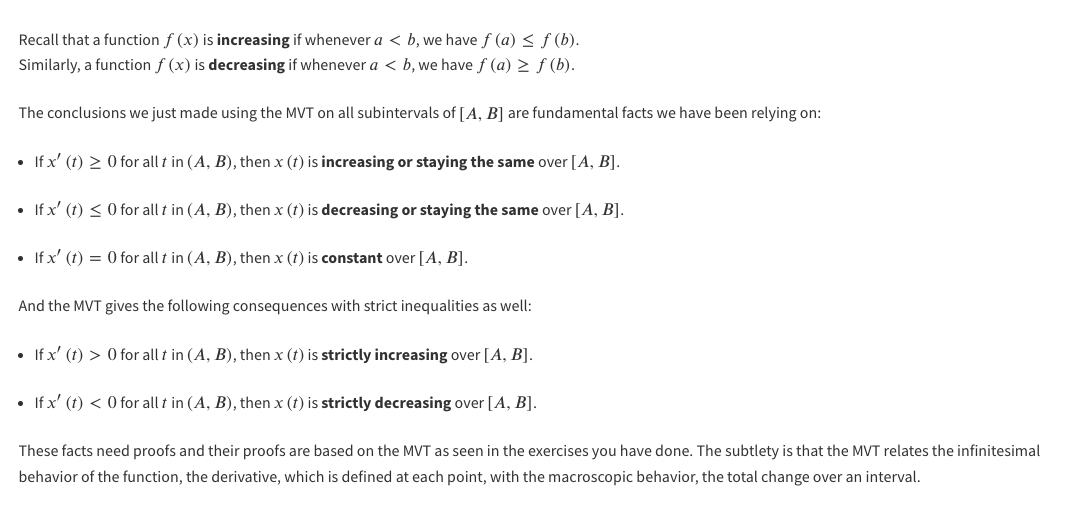 Recall that a function f (x) is increasing if whenever a < b, we have f (a) ≤ f (b).
Similarly, a function f (x) is decreasing if whenever a < b, we have f (a) ≥ f (b).
The conclusions we just made using the MVT on all subintervals of [A, B] are fundamental facts we have been relying on:
• If x′ (t) ≥ 0 for all t in (A, B), then x (t) is increasing or staying the same over [A, B].
• If x′ (t) ≤ 0 for all t in (A, B), then x (t) is decreasing or staying the same over [A, B].
• If x′ (t) = 0 for all t in (A, B), then x (t) is constant over [A, B].
And the MVT gives the following consequences with strict inequalities as well:
• If x′ (t) > 0 for all t in (A, B), then x (t) is strictly increasing over [A, B].
• If x′ (t) < 0 for all t in (A, B), then x (t) is strictly decreasing over [A, B].
These facts need proofs and their proofs are based on the MVT as seen in the exercises you have done. The subtlety is that the MVT relates the infinitesimal
behavior of the function, the derivative, which is defined at each point, with the macroscopic behavior, the total change over an interval.